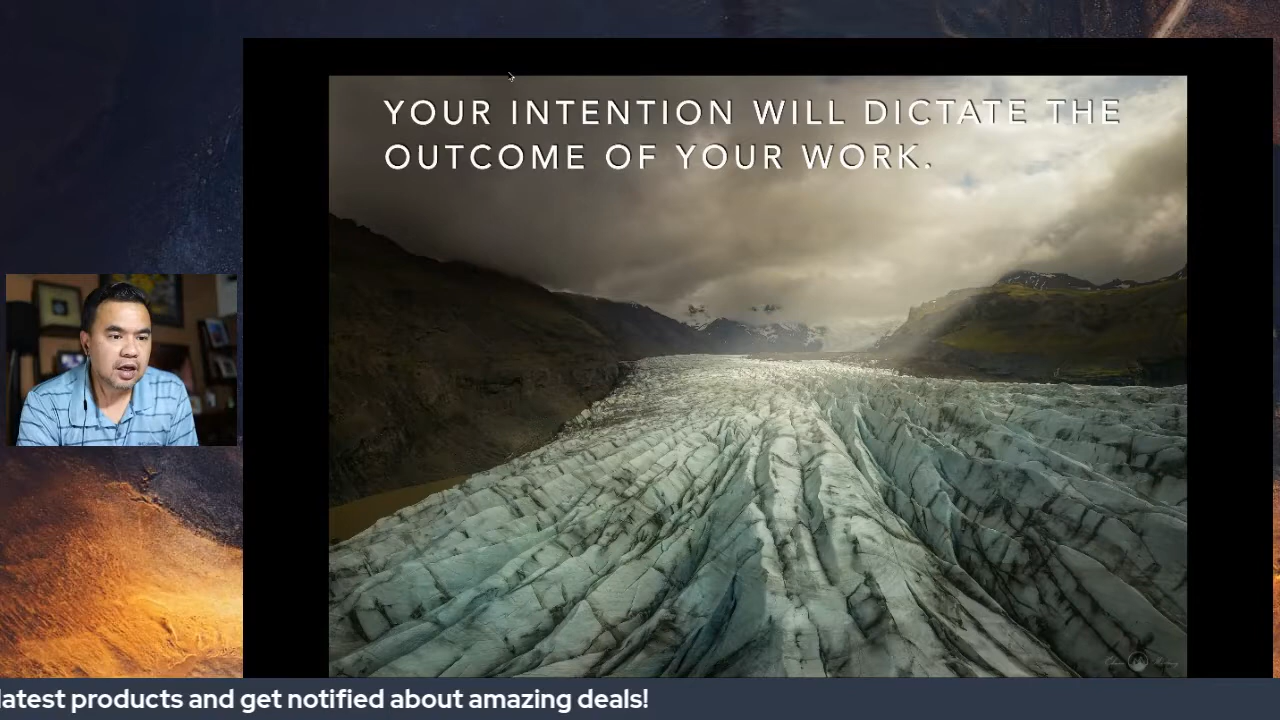 YOUR INTENTION WILL DICTATE THE
OUTCOME OF YOUR WORK.
latest products and get notified about amazing deals!